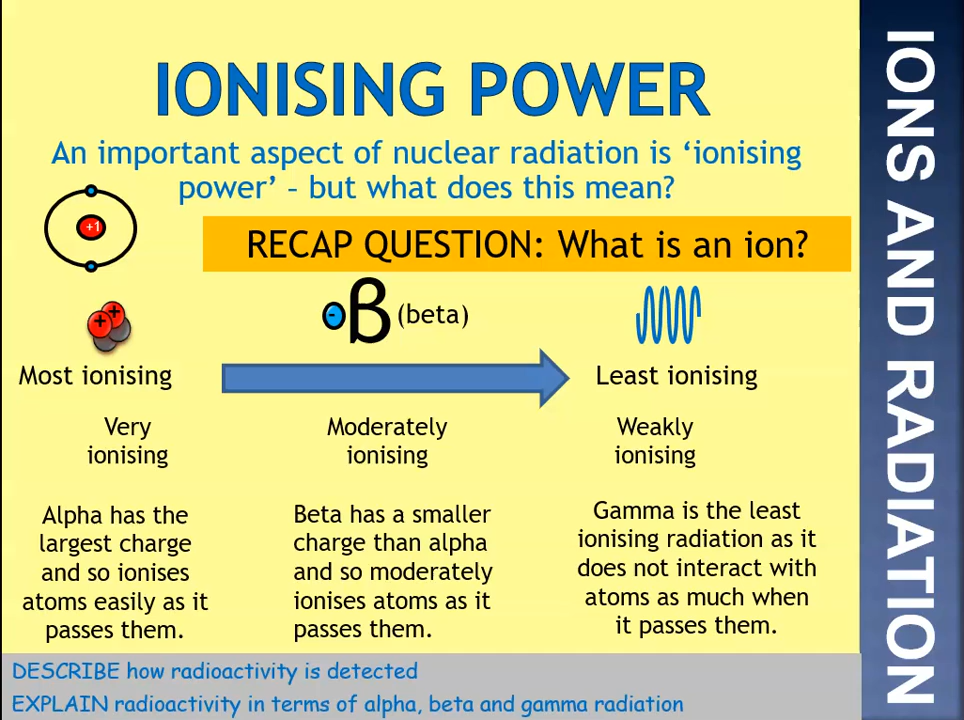 IONISING POWER
An important aspect of nuclear radiation is ‘ionising
power’ – but what does this mean?
+1
RECAP QUESTION: What is an ion?
+ +
- β (beta)
Most ionising
Least ionising
Very
ionising
Moderately
ionising
Weakly
ionising
Alpha has the
largest charge
and so ionises
atoms easily as it
passes them.
Beta has a smaller
charge than alpha
and so moderately
ionises atoms as it
passes them.
Gamma is the least
ionising radiation as it
does not interact with
atoms as much when
it passes them.
DESCRIBE how radioactivity is detected
EXPLAIN radioactivity in terms of alpha, beta and gamma radiation
IONS AND RADIATION